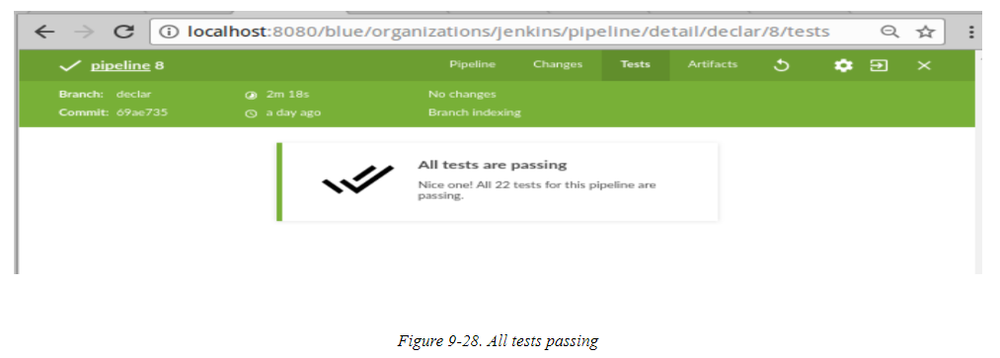 localhost:8080/blue/organizations/jenkins/pipeline/detail/declar/8/tests
pipeline 8 Pipeline Changes Tests Artifacts
Branch: declar 2m 18s No changes
Commit: 69ae735 a day ago Branch indexing
All tests are passing
Nice one! All 22 tests for this pipeline are
passing.
Figure 9-28. All tests passing